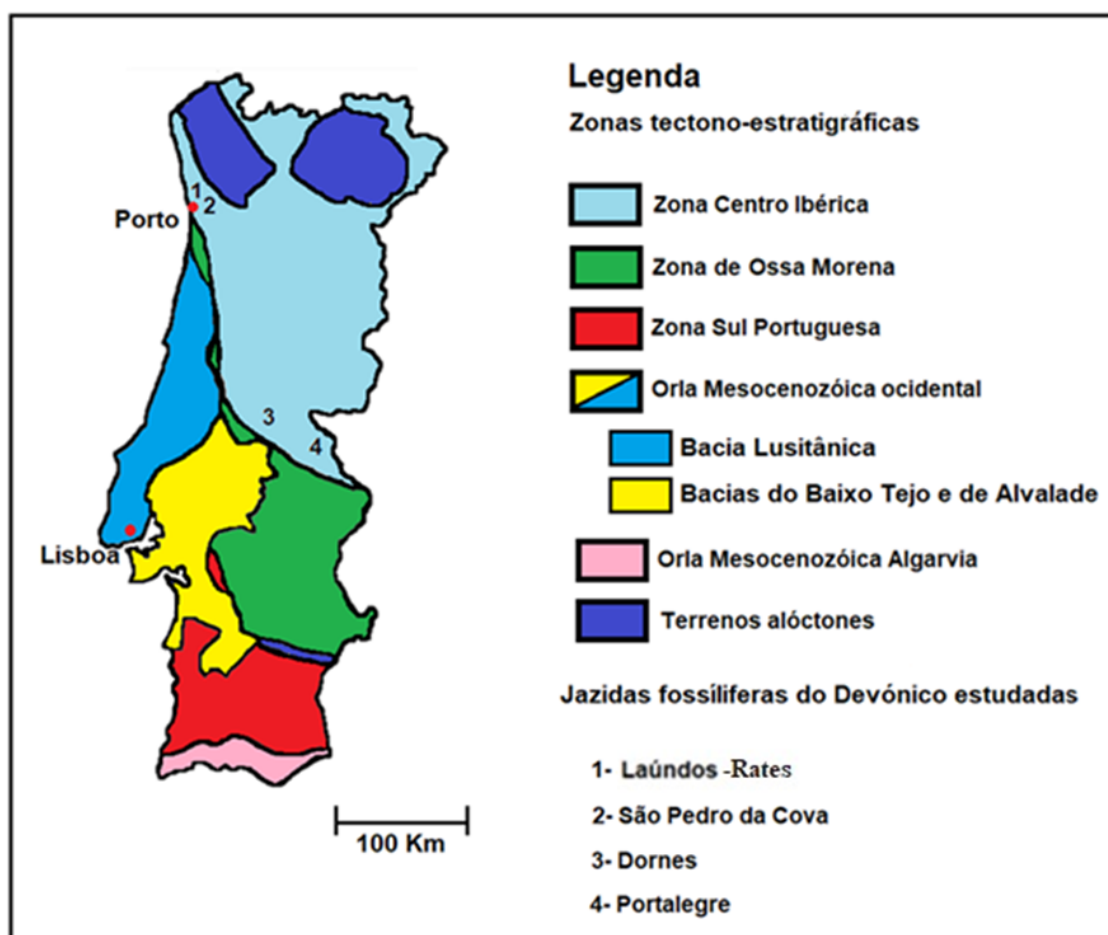 Legenda
Zonas tectono-estratigráficas
Zona Centro Ibérica
Zona de Ossa Morena
Zona Sul Portuguesa
Orla Mesocenozóica ocidental
Bacia Lusitânica
Bacias do Baixo Tejo e de Alvalade
Orla Mesocenozóica Algarvia
Terrenos alóctones
Jazidas fossíliferas do Devónico estudadas
1- Laúndos -Rates
2- São Pedro da Cova
3- Dornes
4- Portalegre
1
2
Porto
3
4
Lisboa
100 Km